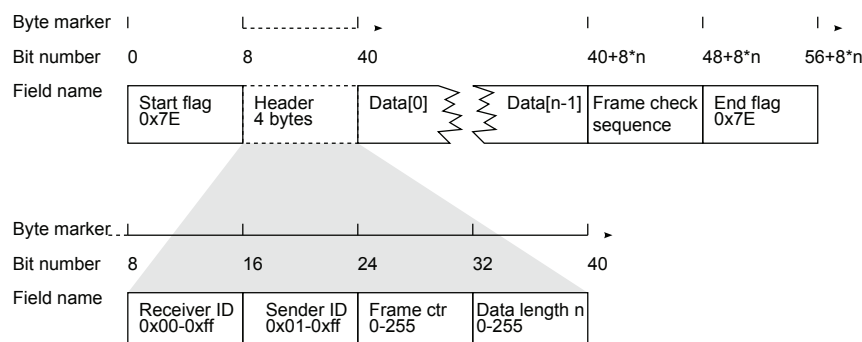 Byte marker
Bit number 0 8 40 40+8*n 48+8*n 56+8*n
Field name
Start flag Header Data[0] Data[n-1] Frame check End flag
0x7E 4 bytes sequence 0x7E
Byte marker
Bit number 8 16 24 32 40
Field name
Receiver ID Sender ID Frame ctr Data length n
0x00-0xff 0x01-0xff 0-255 0-255